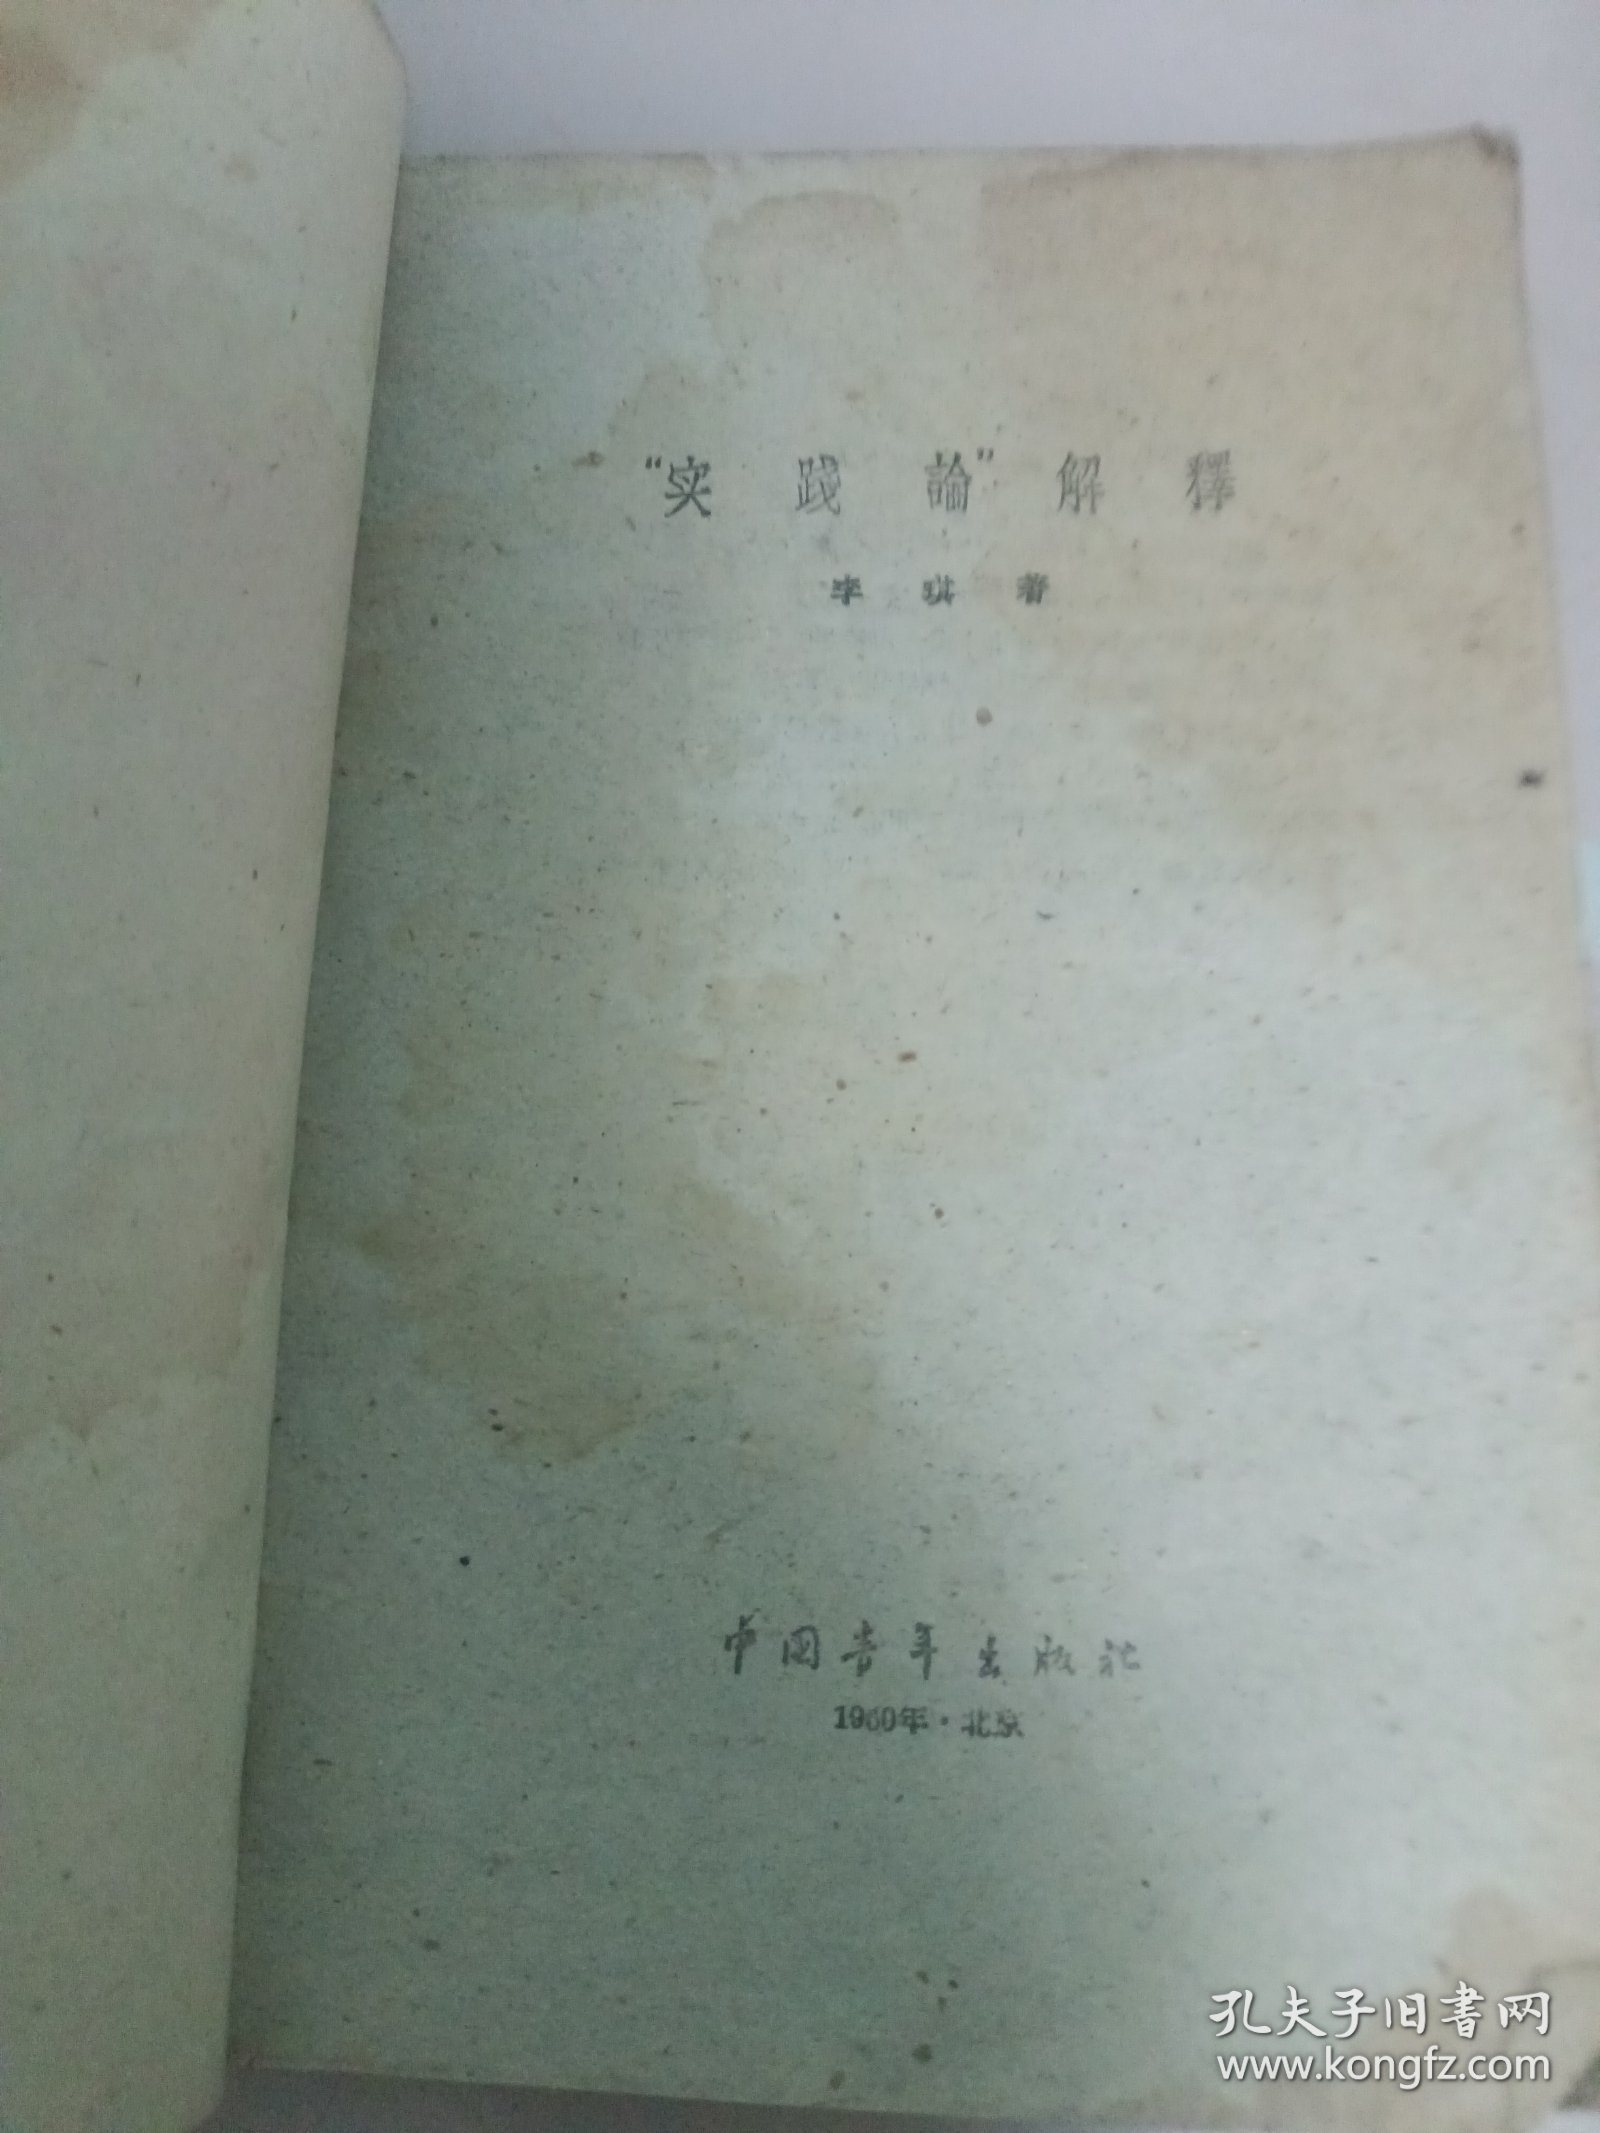 “实践論”解釋
李琪著
中国青年出版社
1960年·北京
孔夫子旧书网
www.kongfz.com